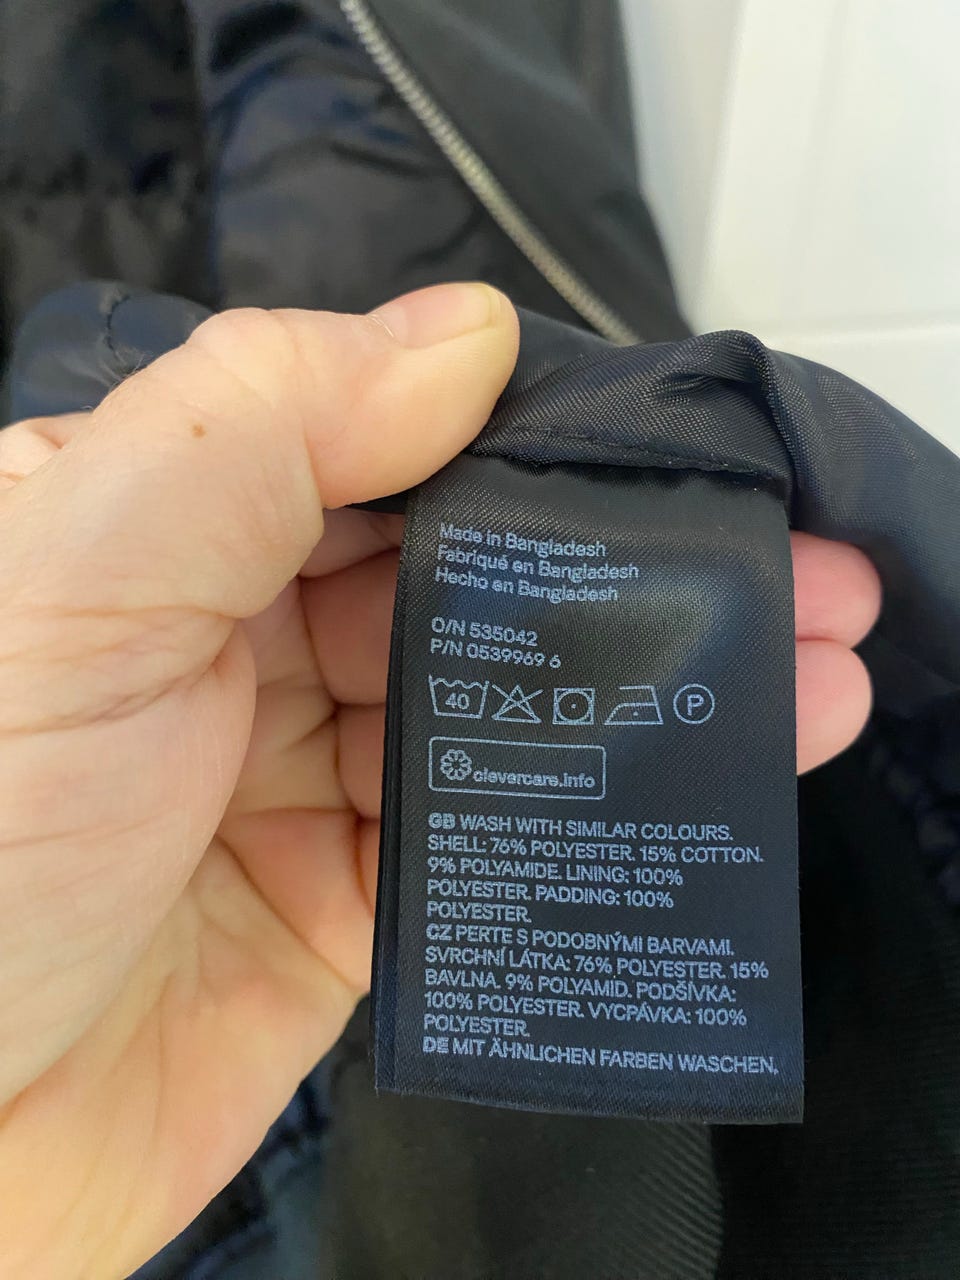 Made in Bangladesh
Fabriqué en Bangladesh
Hecho en Bangladesh
O/N 535042
P/N 0539969 6
40 P
clevercare.info
GB WASH WITH SIMILAR COLOURS.
SHELL: 76% POLYESTER. 15% COTTON.
9% POLYAMIDE. LINING: 100%
POLYESTER. PADDING: 100%
POLYESTER.
CZ PERTE S PODOBNÝMI BARVAMI.
SVRCHNÍ LÁTKA: 76% POLYESTER. 15%
BAVLNA. 9% POLYAMID. PODŠÍVKA:
100% POLYESTER. VYCPÁVKA: 100%
POLYESTER.
DE MIT ÄHNLICHEN FARBEN WASCHEN.